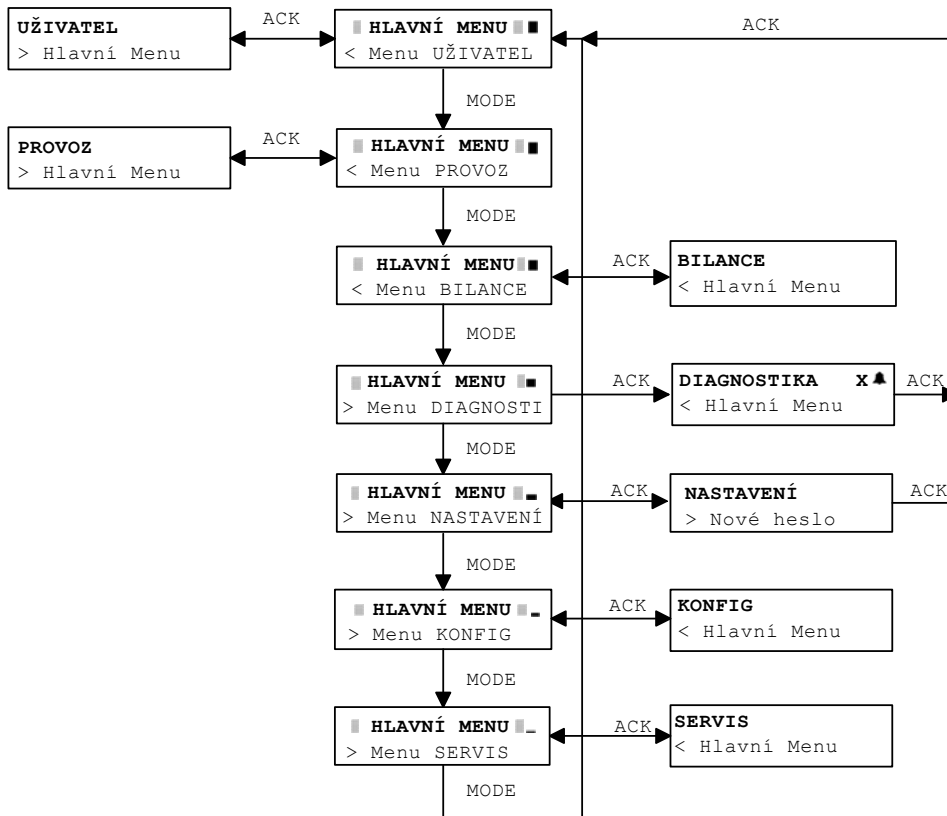 UŽIVATEL
> Hlavní Menu
ACK
HLAVNÍ MENU
< Menu UŽIVATEL
ACK
MODE
PROVOZ
> Hlavní Menu
ACK
HLAVNÍ MENU
< Menu PROVOZ
MODE
HLAVNÍ MENU
< Menu BILANCE
ACK
BILANCE
< Hlavní Menu
MODE
HLAVNÍ MENU
> Menu DIAGNOSTI
ACK
DIAGNOSTIKA X
< Hlavní Menu
ACK
MODE
HLAVNÍ MENU
> Menu NASTAVENÍ
ACK
NASTAVENÍ
> Nové heslo
ACK
MODE
HLAVNÍ MENU
> Menu KONFIG
ACK
KONFIG
< Hlavní Menu
MODE
HLAVNÍ MENU
> Menu SERVIS
ACK
SERVIS
< Hlavní Menu
MODE